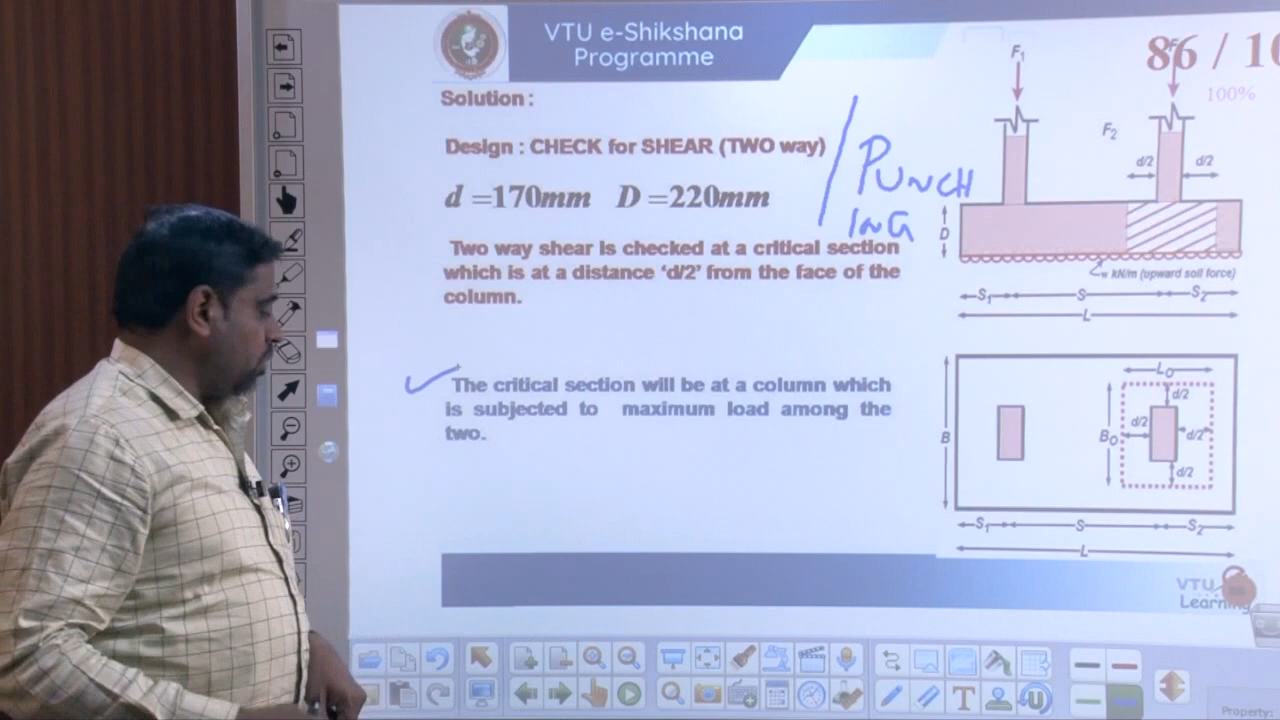 VTU e-Shikshana
Programme
86 / 10
100%
Solution :
Design : CHECK for SHEAR (TWO way)
PUNCH
ING
d =170mm D =220mm
Two way shear is checked at a critical section
which is at a distance ‘d/2’ from the face of the
column.
The critical section will be at a column which
is subjected to maximum load among the
two.
F1
F2
d/2
d/2
D
w kN/m (upward soil force)
S1
S
S2
L
L0
d/2
B
B0
d/2
d/2
d/2
S1
S
S2
L
VTU
Learning
T
Property: